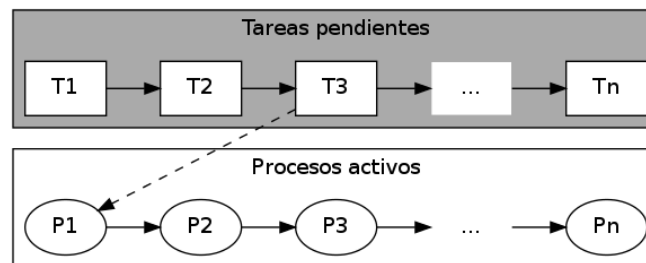 Tareas pendientes
T1 T2 T3 ... Tn
Procesos activos
P1 P2 P3 ... Pn